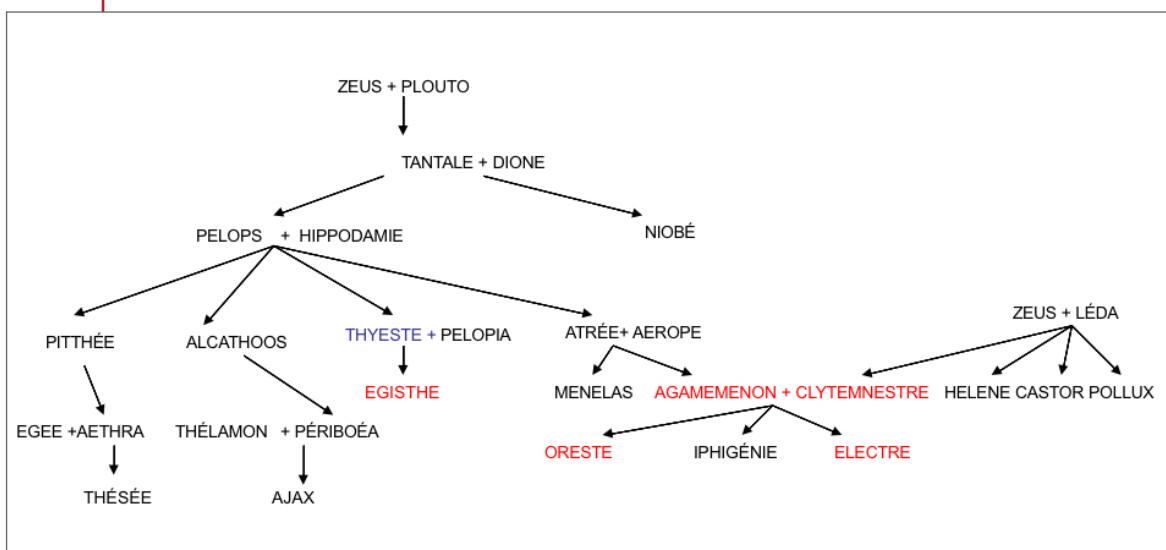 ZEUS + PLOUTO
TANTALE + DIONE
PELOPS + HIPPODAMIE
NIOBÉ
ZEUS + LÉDA
PITTHÉE
ALCATHOOS
THYESTE + PELOPIA
ATRÉE+ AEROPE
EGISTHE
MENELAS
AGAMEMENON + CLYTEMNESTRE
HELENE CASTOR POLLUX
EGEE +AETHRA
THÉLAMON + PÉRIBOÉA
ORESTE
IPHIGÉNIE
ELECTRE
THÉSÉE
AJAX